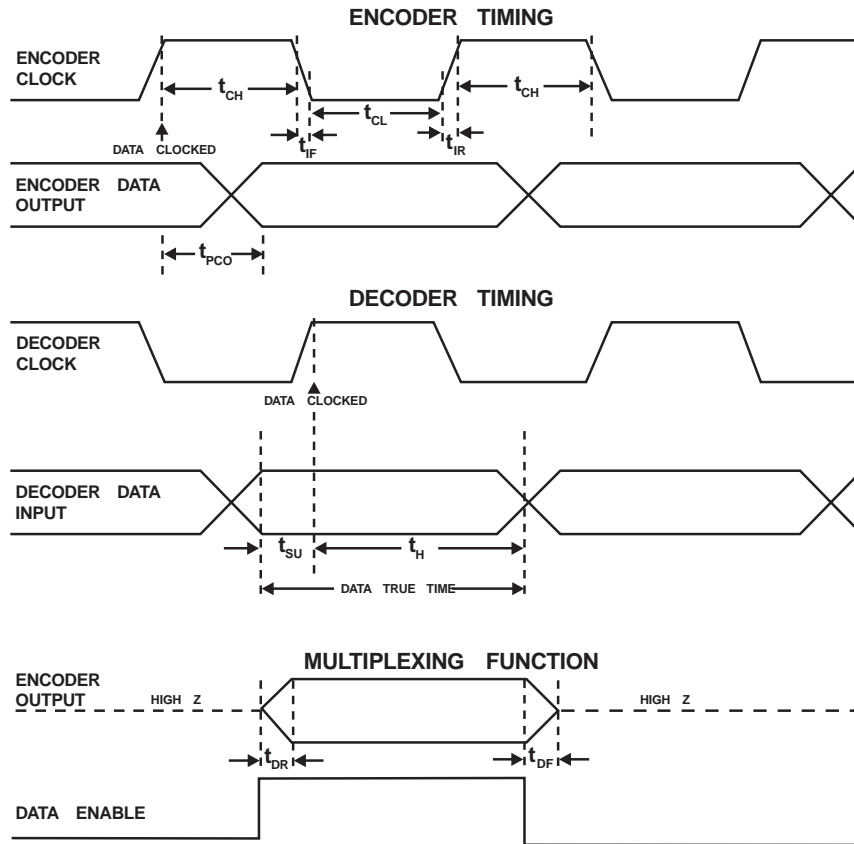 ENCODER TIMING
ENCODER
CLOCK
tCH
tCL
tCH
tIF
tIR
DATA CLOCKED
ENCODER DATA
OUTPUT
tPCO
DECODER TIMING
DECODER
CLOCK
DATA CLOCKED
DECODER DATA
INPUT
tSU
tH
DATA TRUE TIME
MULTIPLEXING FUNCTION
ENCODER
OUTPUT
HIGH Z
HIGH Z
tDR
tDF
DATA ENABLE